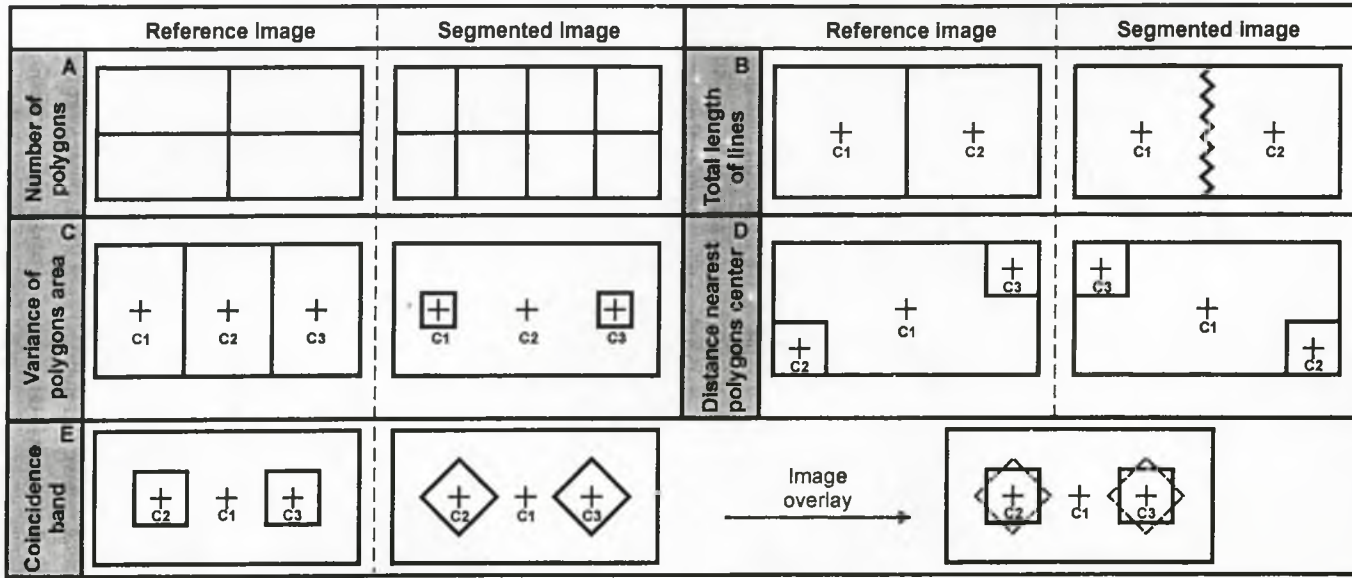 Reference Image
Segmented Image
Reference image
Segmented image
A
Number of
polygons
B
Total length
of lines
C1
C2
C1
C2
C
Variance of
polygons area
C1
C2
C3
C1
C2
C3
D
Distance nearest
polygons center
C3
C1
C2
C3
C1
C2
E
Coincidence
band
C2
C1
C3
C2
C1
C3
Image
overlay
C2
C1
C3